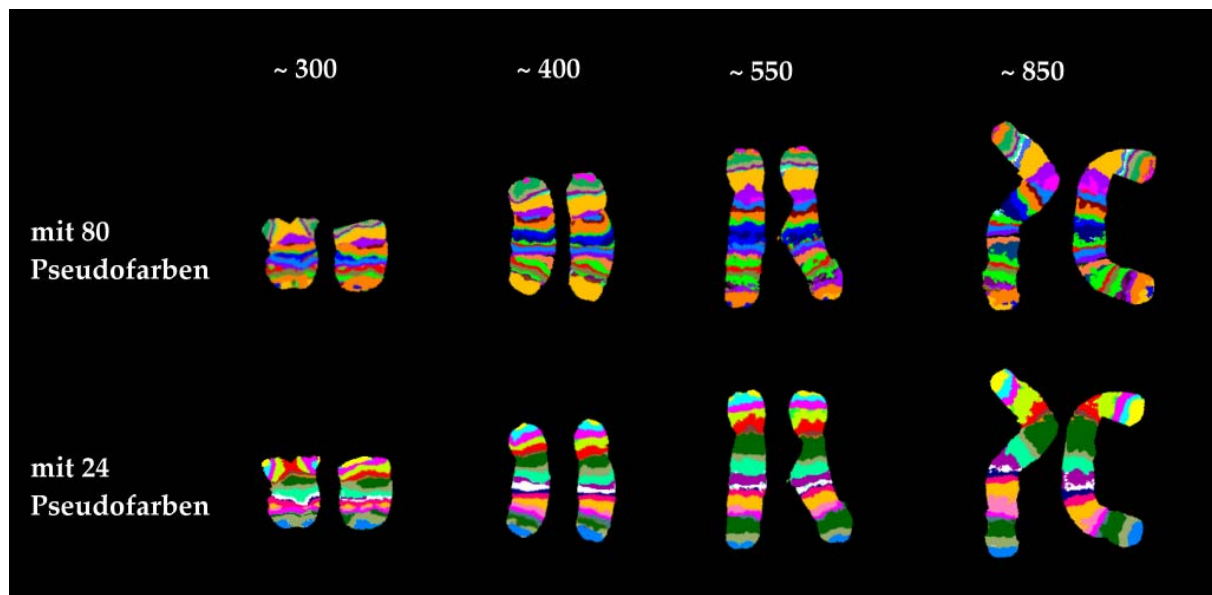 ~ 300
~ 400
~ 550
~ 850
mit 80
Pseudofarben
mit 24
Pseudofarben